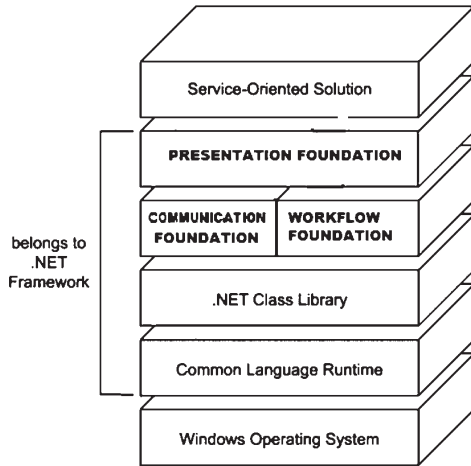 Service-Oriented Solution
PRESENTATION FOUNDATION
COMMUNICATION
FOUNDATION
WORKFLOW
FOUNDATION
belongs to
.NET
Framework
.NET Class Library
Common Language Runtime
Windows Operating System